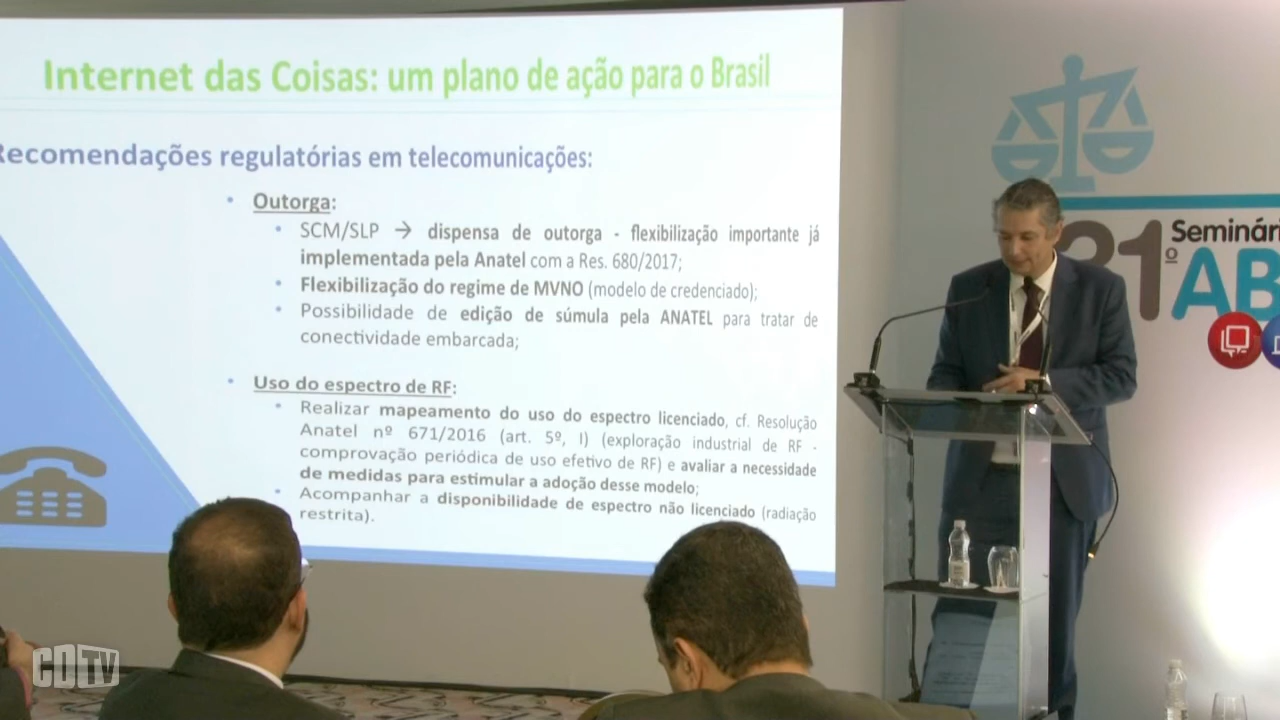 Internet das Coisas: um plano de ação para o Brasil
Recomendações regulatórias em telecomunicações:
• Outorga:
• SCM/SLP → dispensa de outorga - flexibilização importante já
implementada pela Anatel com a Res. 680/2017;
• Flexibilização do regime de MVNO (modelo de credenciado);
• Possibilidade de edição de súmula pela ANATEL para tratar de
conectividade embarcada;
• Uso do espectro de RF:
• Realizar mapeamento do uso do espectro licenciado, cf. Resolução
Anatel nº 671/2016 (art. 5º, I) (exploração industrial de RF -
comprovação periódica de uso efetivo de RF) e avaliar a necessidade
de medidas para estimular a adoção desse modelo;
• Acompanhar a disponibilidade de espectro não licenciado (radiação
restrita).
31º Seminári
AB
CDTV